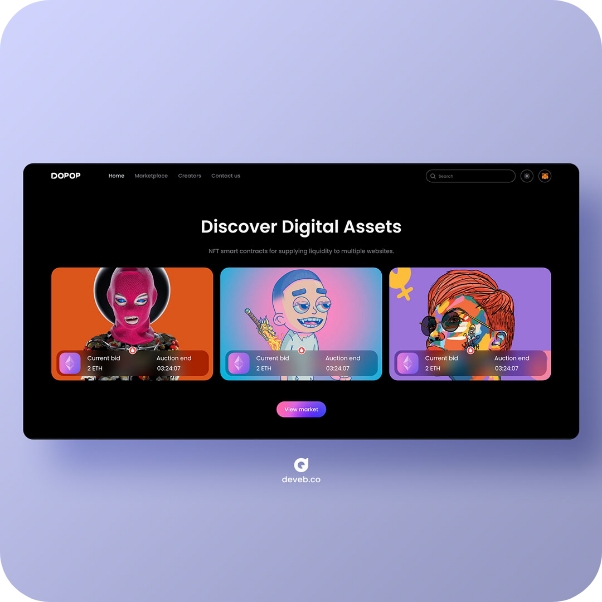 DOPOP Home Marketplace Creators Contact us Search
Discover Digital Assets
NFT smart contracts for supplying liquidity to multiple websites.
Current bid Auction end
2 ETH 03:24:07
Current bid Auction end
2 ETH 03:24:07
Current bid Auction end
2 ETH 03:24:07
view market
deveb.co